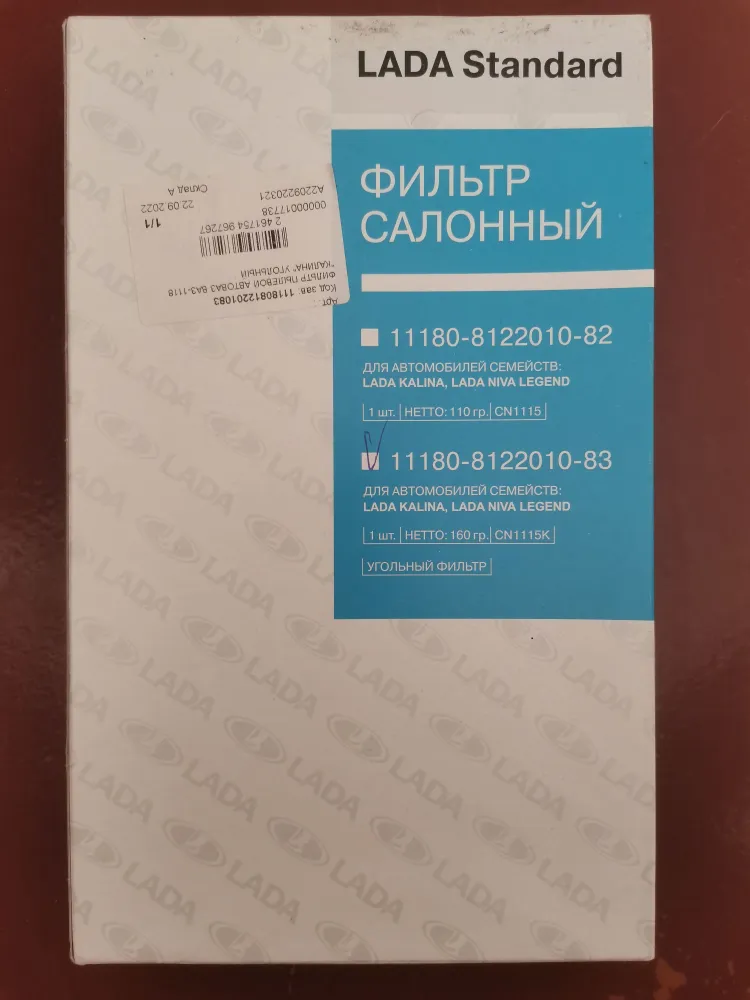 LADA Standard
ФИЛЬТР
САЛОННЫЙ
11180-8122010-82
ДЛЯ АВТОМОБИЛЕЙ СЕМЕЙСТВ:
LADA KALINA, LADA NIVA LEGEND
1 шт. НЕТТО: 110 гр. CN1115
11180-8122010-83
ДЛЯ АВТОМОБИЛЕЙ СЕМЕЙСТВ:
LADA KALINA, LADA NIVA LEGEND
1 шт. НЕТТО: 160 гр. CN1115K
УГОЛЬНЫЙ ФИЛЬТР
Арт
Код зав. 11180812201083
ФИЛЬТР ПЫЛЕВОЙ АВТОВАЗ ВАЗ-1118
"КАЛИНА" УГОЛЬНЫЙ
2 461754 967267
1/1
00000017738 22 09 2022
A2209220321 Склад А
LADA